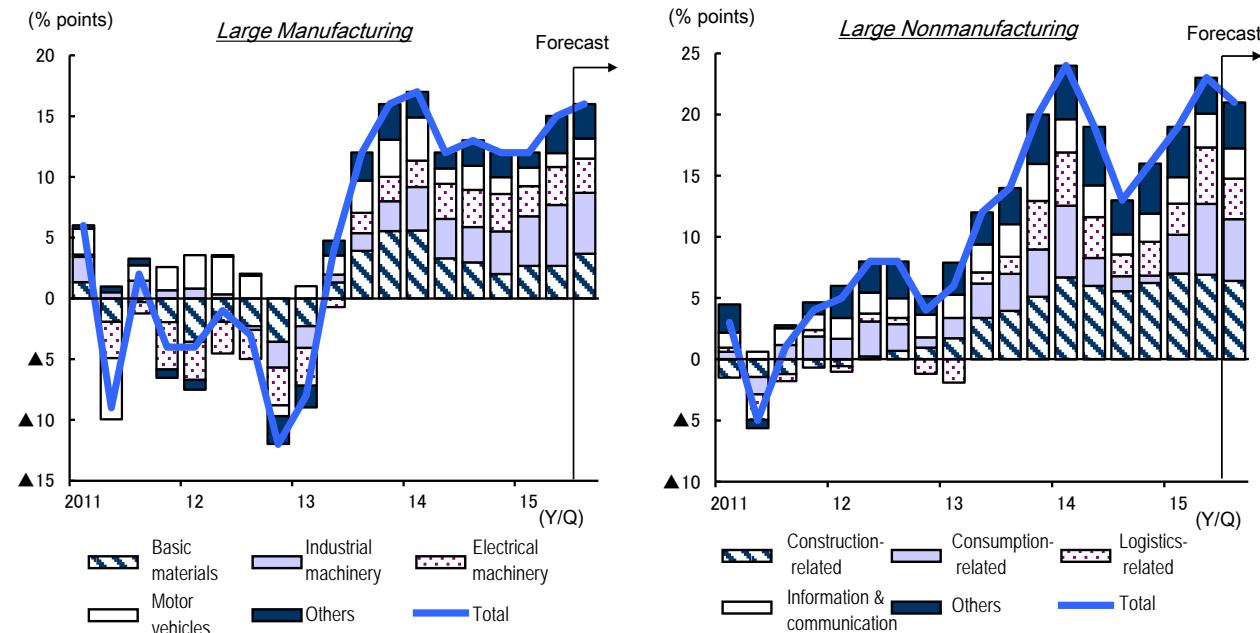 (% points)
Large Manufacturing
Forecast
20
15
10
5
0
▲5
▲10
▲15
2011 12 13 14 15
(Y/Q)
Basic materials
Industrial machinery
Electrical machinery
Motor vehicles
Others
Total
(% points)
Large Nonmanufacturing
Forecast
25
20
15
10
5
0
▲5
▲10
2011 12 13 14 15
(Y/Q)
Construction-
related
Consumption-
related
Logistics-
related
Information &
communication
Others
Total